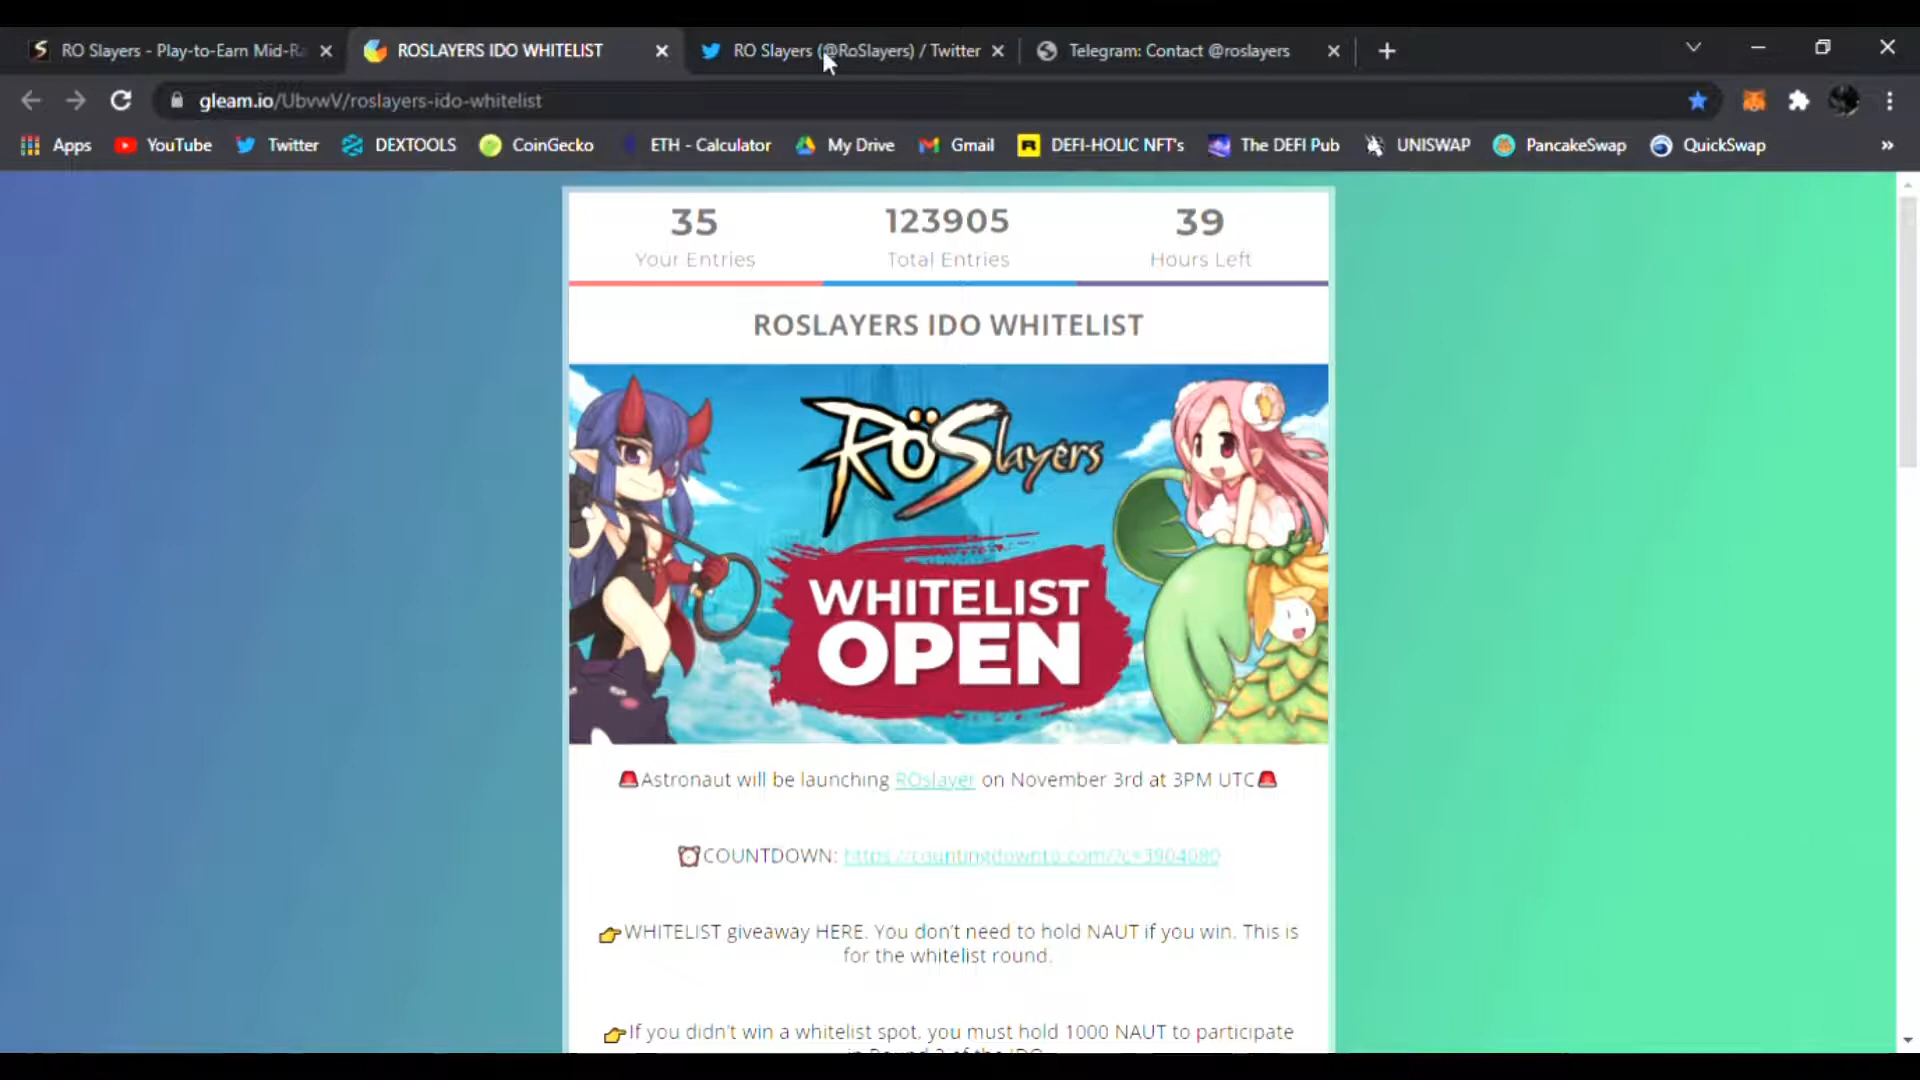 RO Slayers - Play-to-Earn Mid-Ra
ROSLAYERS IDO WHITELIST
RO Slayers (@RoSlayers) / Twitter
Telegram: Contact @roslayers
gleam.io/UbvwV/roslayers-ido-whitelist
Apps
YouTube
Twitter
DEXTOOLS
CoinGecko
ETH - Calculator
My Drive
Gmail
DEFI-HOLIC NFT's
The DEFI Pub
UNISWAP
PancakeSwap
QuickSwap
»
35
Your Entries
123905
Total Entries
39
Hours Left
ROSLAYERS IDO WHITELIST
RöSlayers
WHITELIST
OPEN
🚨Astronaut will be launching ROslayer on November 3rd at 3PM UTC🚨
⏰COUNTDOWN: https://countingdownto.com/?c=3904080
👉WHITELIST giveaway HERE. You don't need to hold NAUT if you win. This is
for the whitelist round.
👉If you didn't win a whitelist spot, you must hold 1000 NAUT to participate